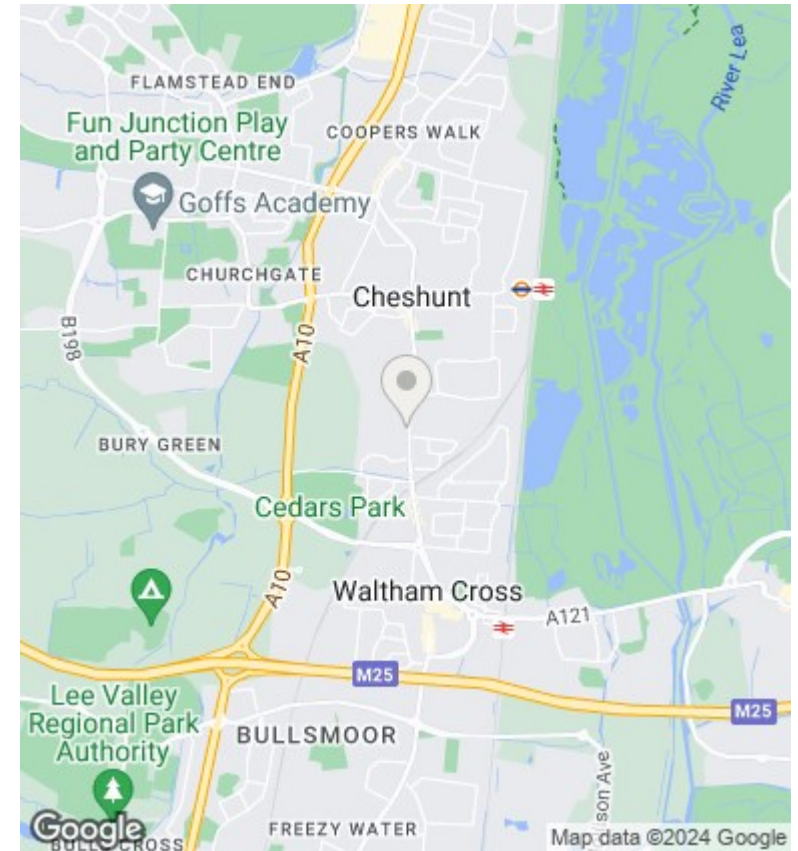 FLAMSTEAD END
River Lea
Fun Junction Play
and Party Centre
COOPERS WALK
Goffs Academy
CHURCHGATE
Cheshunt
B198
A10
BURY GREEN
Cedars Park
A10
Waltham Cross
A121
M25
M25
Lee Valley
Regional Park
Authority
BULLSMOOR
Google
FREEZY WATER
Map data ©2024 Google